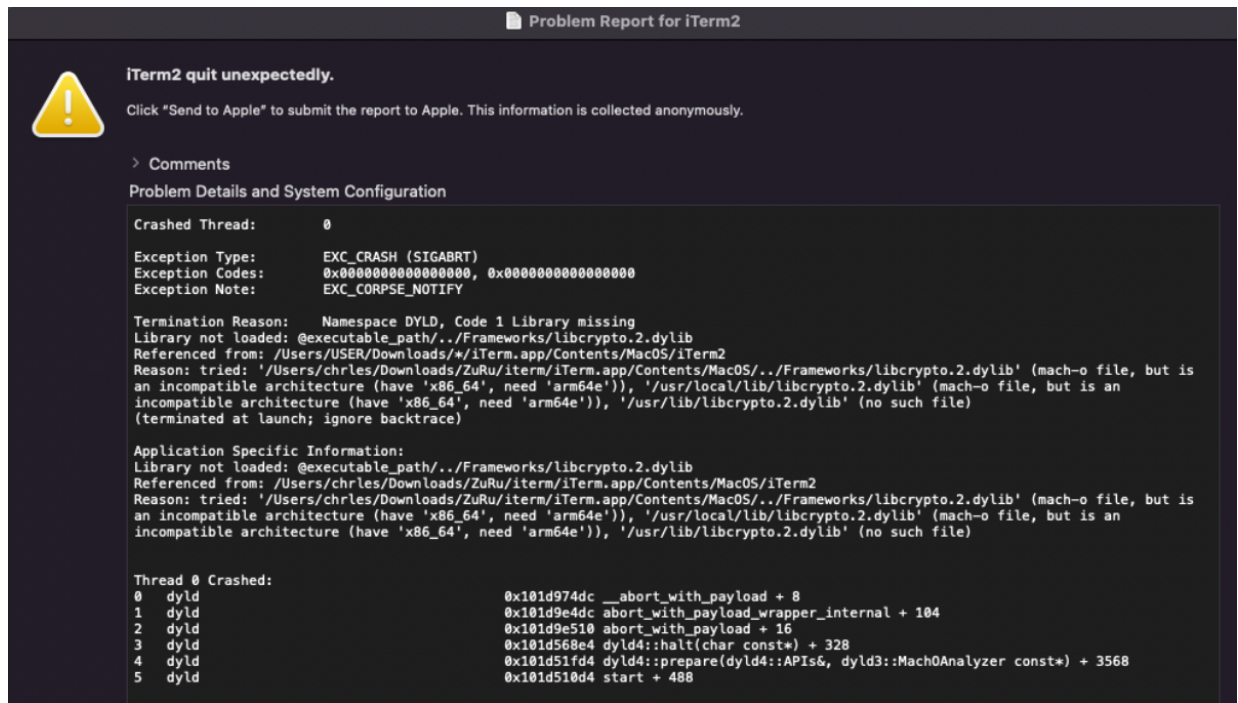 Problem Report for iTerm2
iTerm2 quit unexpectedly.
Click "Send to Apple" to submit the report to Apple. This information is collected anonymously.
> Comments
Problem Details and System Configuration
Crashed Thread: 0
Exception Type: EXC_CRASH (SIGABRT)
Exception Codes: 0x0000000000000000, 0x0000000000000000
Exception Note: EXC_CORPSE_NOTIFY
Termination Reason: Namespace DYLD, Code 1 Library missing
Library not loaded: @executable_path/../Frameworks/libcrypto.2.dylib
Referenced from: /Users/USER/Downloads/*/iTerm.app/Contents/MacOS/iTerm2
Reason: tried: '/Users/chrles/Downloads/ZuRu/iterm/iTerm.app/Contents/MacOS/../Frameworks/libcrypto.2.dylib' (mach-o file, but is
an incompatible architecture (have 'x86_64', need 'arm64e')), '/usr/local/lib/libcrypto.2.dylib' (mach-o file, but is an
incompatible architecture (have 'x86_64', need 'arm64e')), '/usr/lib/libcrypto.2.dylib' (no such file)
(terminated at launch; ignore backtrace)
Application Specific Information:
Library not loaded: @executable_path/../Frameworks/libcrypto.2.dylib
Referenced from: /Users/chrles/Downloads/ZuRu/iterm/iTerm.app/Contents/MacOS/iTerm2
Reason: tried: '/Users/chrles/Downloads/ZuRu/iterm/iTerm.app/Contents/MacOS/../Frameworks/libcrypto.2.dylib' (mach-o file, but is
an incompatible architecture (have 'x86_64', need 'arm64e')), '/usr/local/lib/libcrypto.2.dylib' (mach-o file, but is an
incompatible architecture (have 'x86_64', need 'arm64e')), '/usr/lib/libcrypto.2.dylib' (no such file)
Thread 0 Crashed:
0 dyld 0x101d974dc __abort_with_payload + 8
1 dyld 0x101d9e4dc abort_with_payload_wrapper_internal + 104
2 dyld 0x101d9e510 abort_with_payload + 16
3 dyld 0x101d568e4 dyld4::halt(char const*) + 328
4 dyld 0x101d51fd4 dyld4::prepare(dyld4::APIs&, dyld3::MachOAnalyzer const*) + 3568
5 dyld 0x101d510d4 start + 488